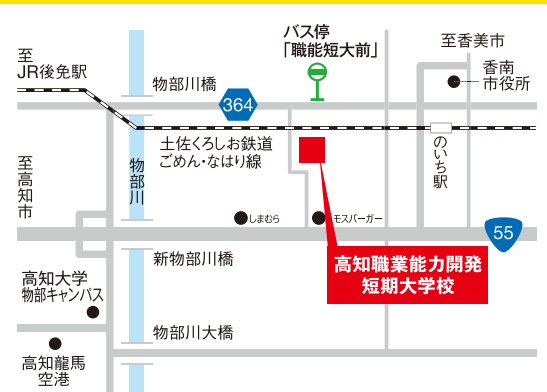 バス停
「職能短大前」
至
JR後免駅
至香美市
香南
市役所
物部川橋
364
土佐くろしお鉄道
ごめん・なはり線
のいち駅
物部川
至高知市
しまむら
モスバーガー
55
新物部川橋
高知職業能力開発
短期大学校
高知大学
物部キャンパス
物部川大橋
高知龍馬
空港